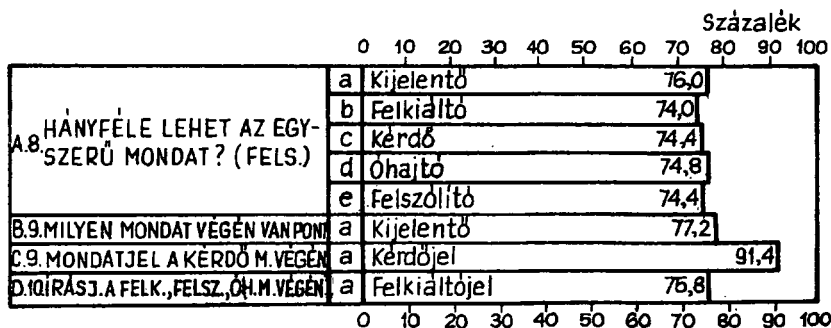 Százalék
0 10 20 30 40 50 60 70 80 90 100
A.8. HÁNYFÉLE LEHET AZ EGY-
SZERŰ MONDAT? (FELS.)
a Kijelentő 76,0
b Felkiáltó 74,0
c Kérdő 74,4
d Óhajtó 74,8
e Felszólító 74,4
B.9. MILYEN MONDAT VÉGÉN VAN PONT a Kijelentő 77,2
C.9. MONDATJEL A KÉRDŐ M. VÉGÉN a Kérdőjel 91,4
D.10. ÍRÁSJ. A FELK., FELSZ., ÓH. M. VÉGÉN a Felkiáltójel 76,8
0 10 20 30 40 50 60 70 80 90 100